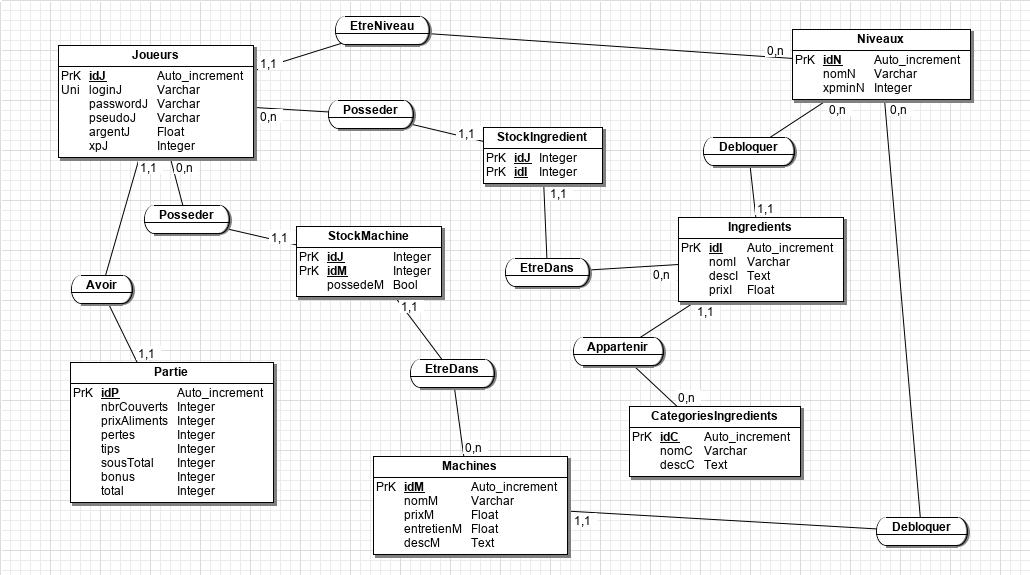 EtreNiveau
Joueurs
PrK idJ Auto_increment
Uni loginJ Varchar
passwordJ Varchar
pseudoJ Varchar
argentJ Float
xpJ Integer
1,1
0,n
Niveaux
PrK idN Auto_increment
nomN Varchar
xpminN Integer
0,n
Posseder
1,1
0,n
0,n
StockIngredient
PrK idJ Integer
PrK idI Integer
1,1
Debloquer
1,1
1,1
0,n
Posseder
1,1
StockMachine
PrK idJ Integer
PrK idM Integer
possedeM Bool
1,1
Ingredients
PrK idI Auto_increment
nomI Varchar
descI Text
prixI Float
EtreDans
0,n
1,1
Avoir
1,1
Appartenir
0,n
EtreDans
0,n
Partie
PrK idP Auto_increment
nbrCouverts Integer
prixAliments Integer
pertes Integer
tips Integer
sousTotal Integer
bonus Integer
total Integer
CategoriesIngredients
PrK idC Auto_increment
nomC Varchar
descC Text
Machines
PrK idM Auto_increment
nomM Varchar
prixM Float
entretienM Float
descM Text
1,1
Debloquer